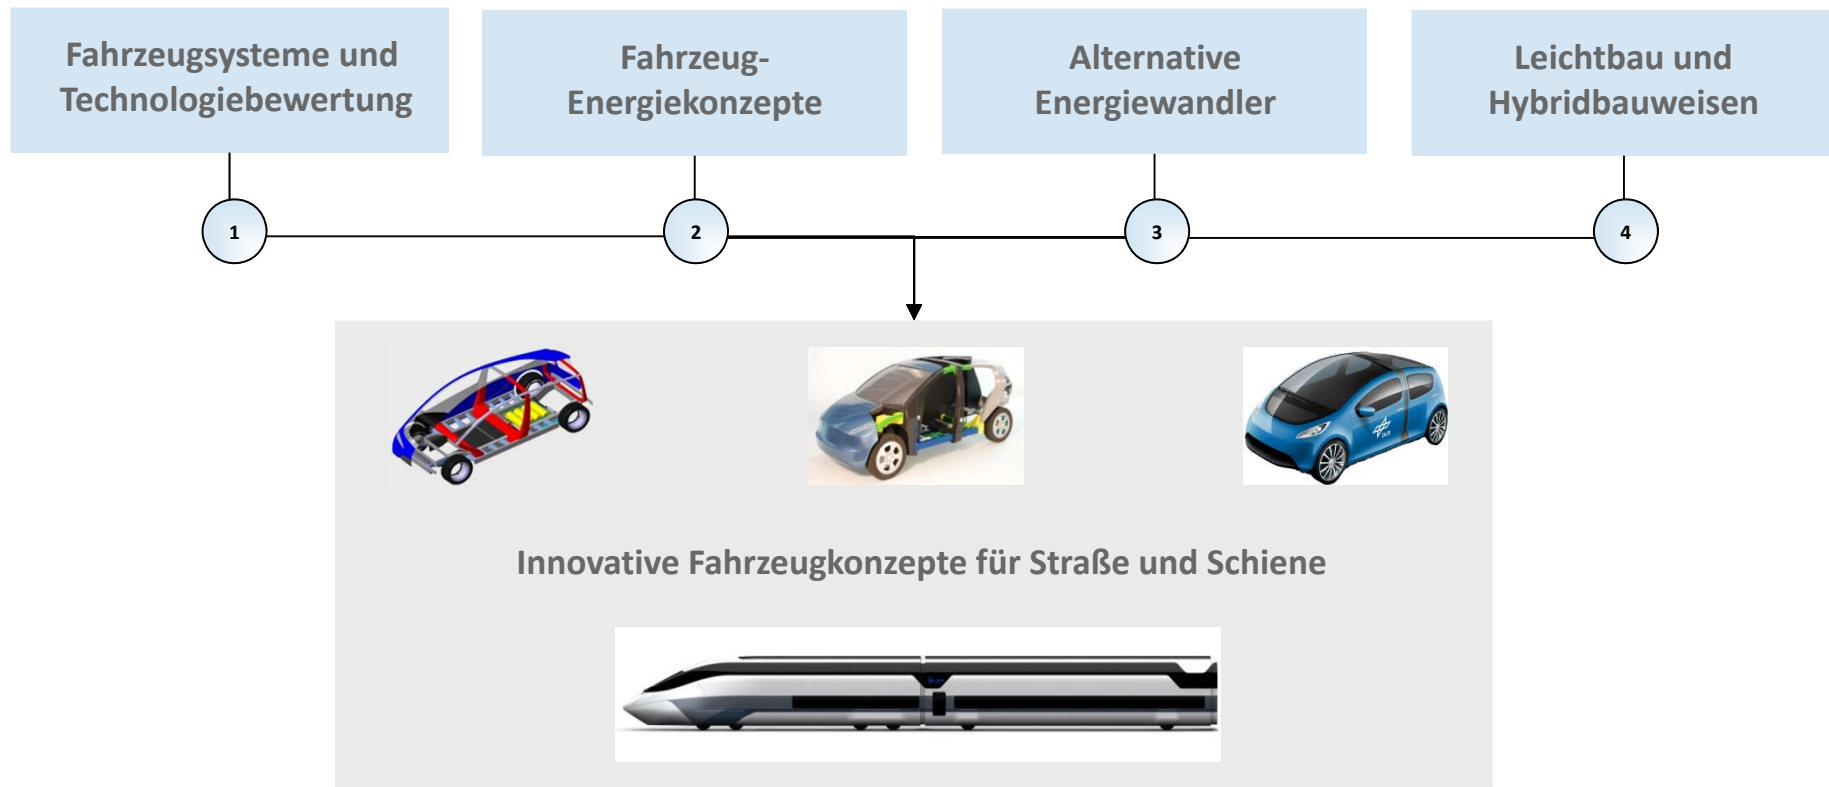 Fahrzeugsysteme und
Technologiebewertung
Fahrzeug-
Energiekonzepte
Alternative
Energiewandler
Leichtbau und
Hybridbauweisen
1
2
3
4
DLR
Innovative Fahrzeugkonzepte für Straße und Schiene